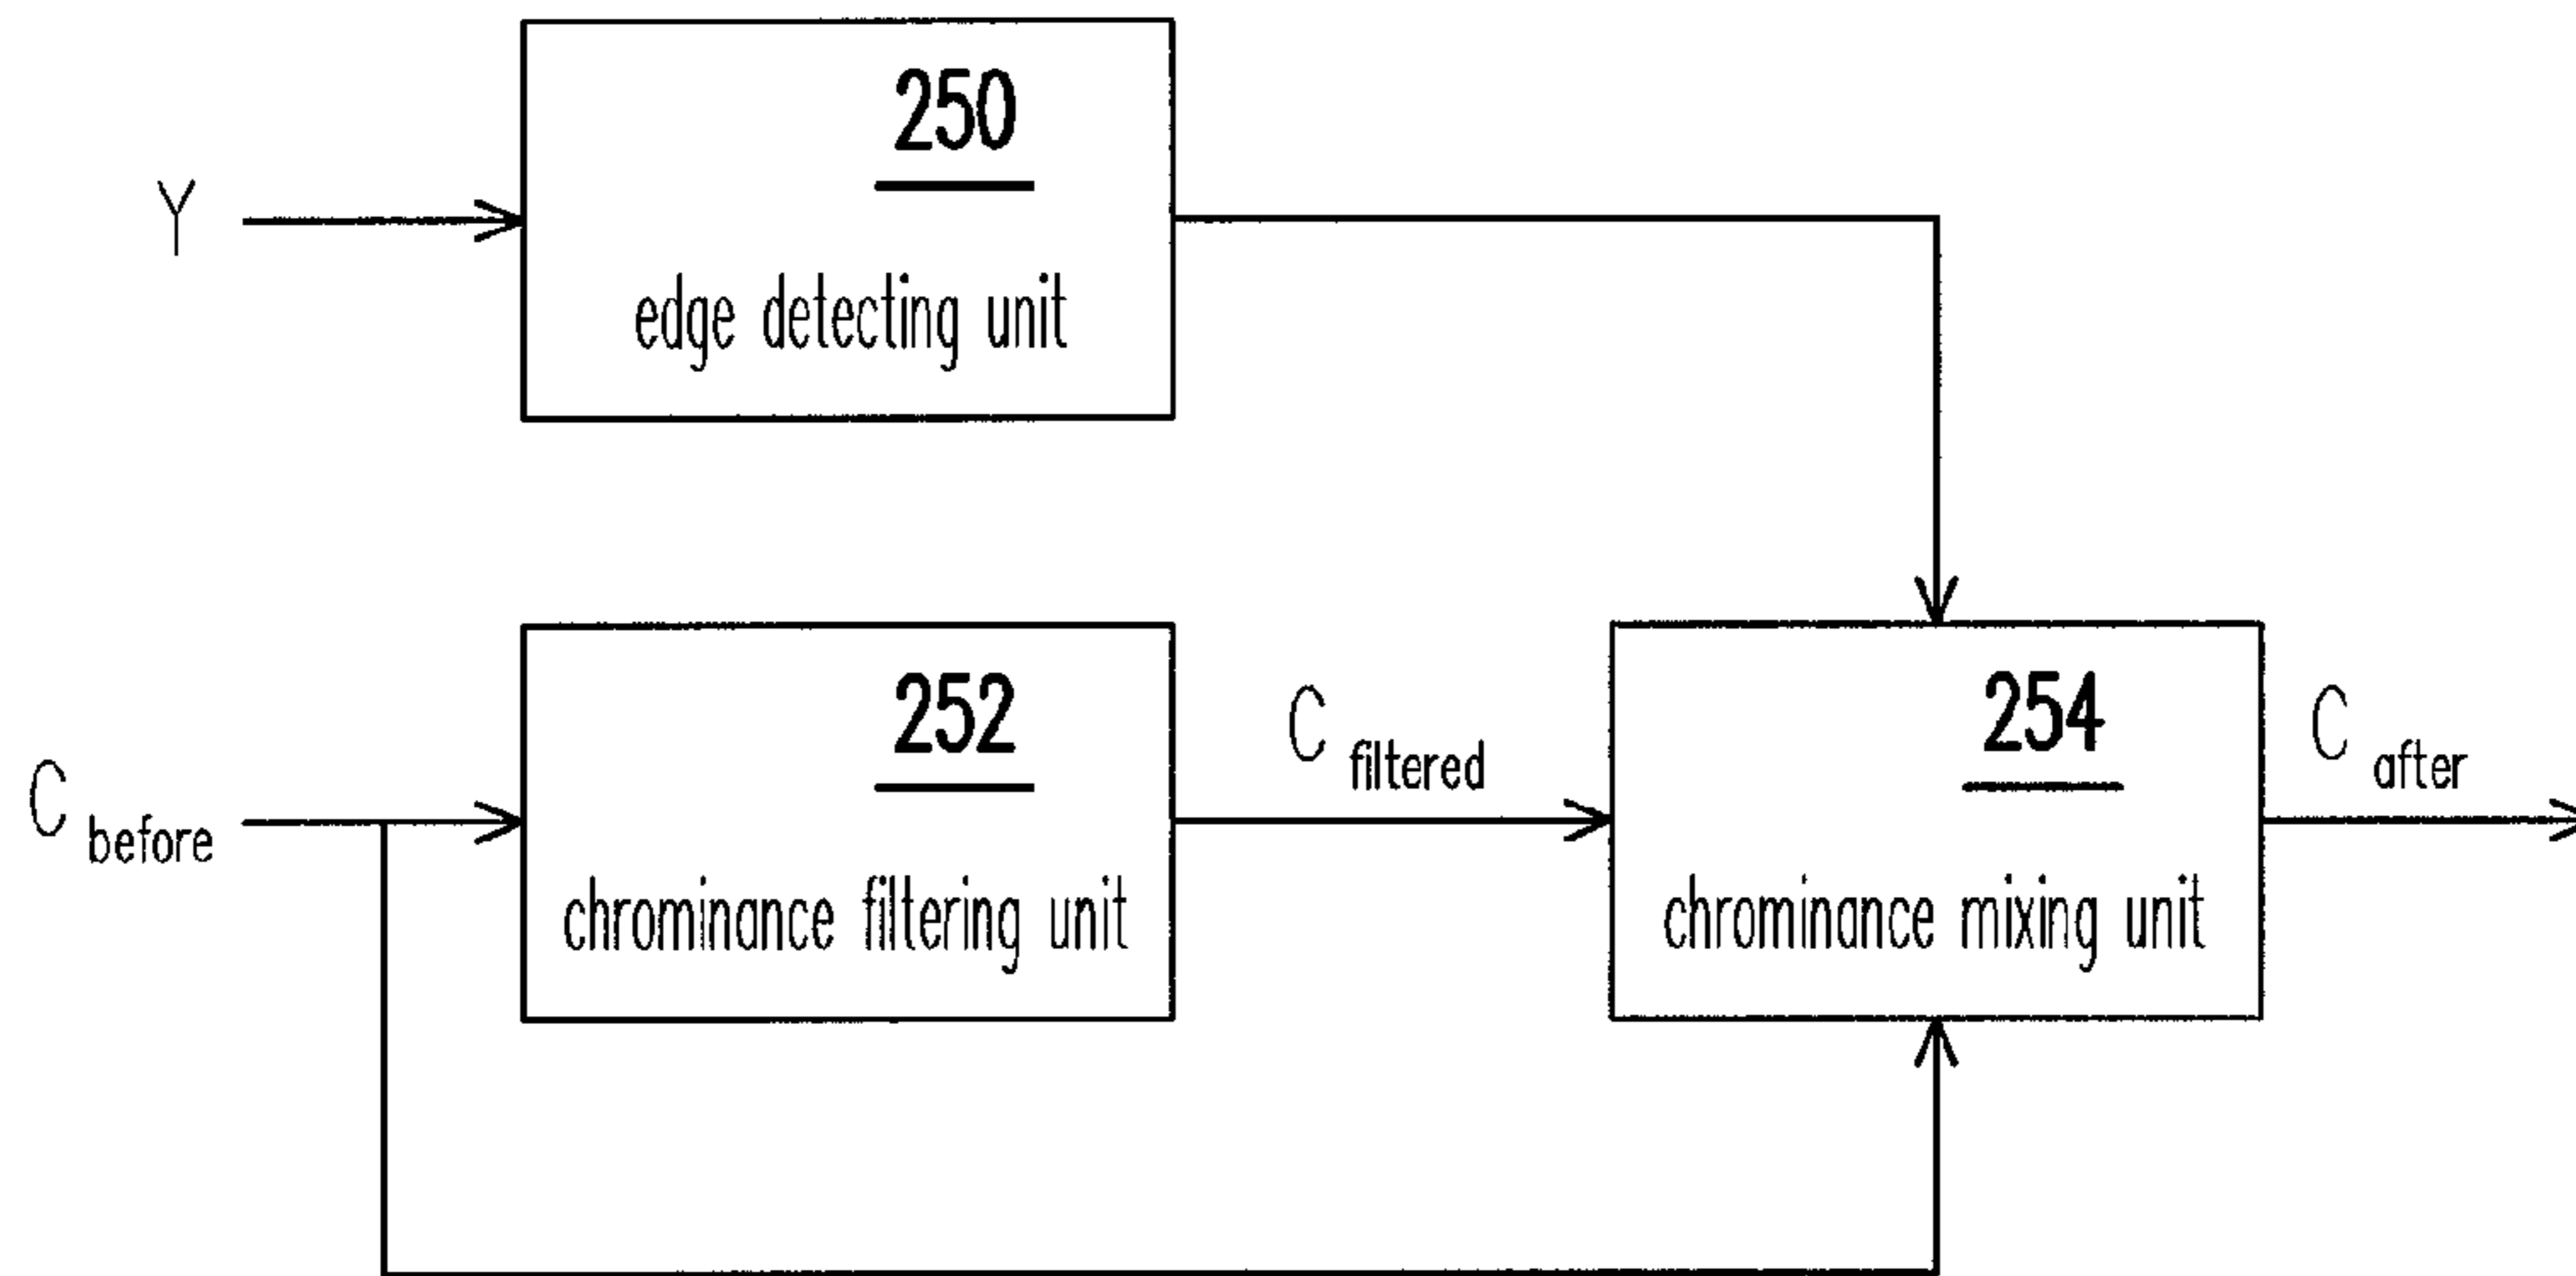 250
Y
edge detecting unit
252
254
C filtered
C after
C before
chrominance filtering unit
chrominance mixing unit